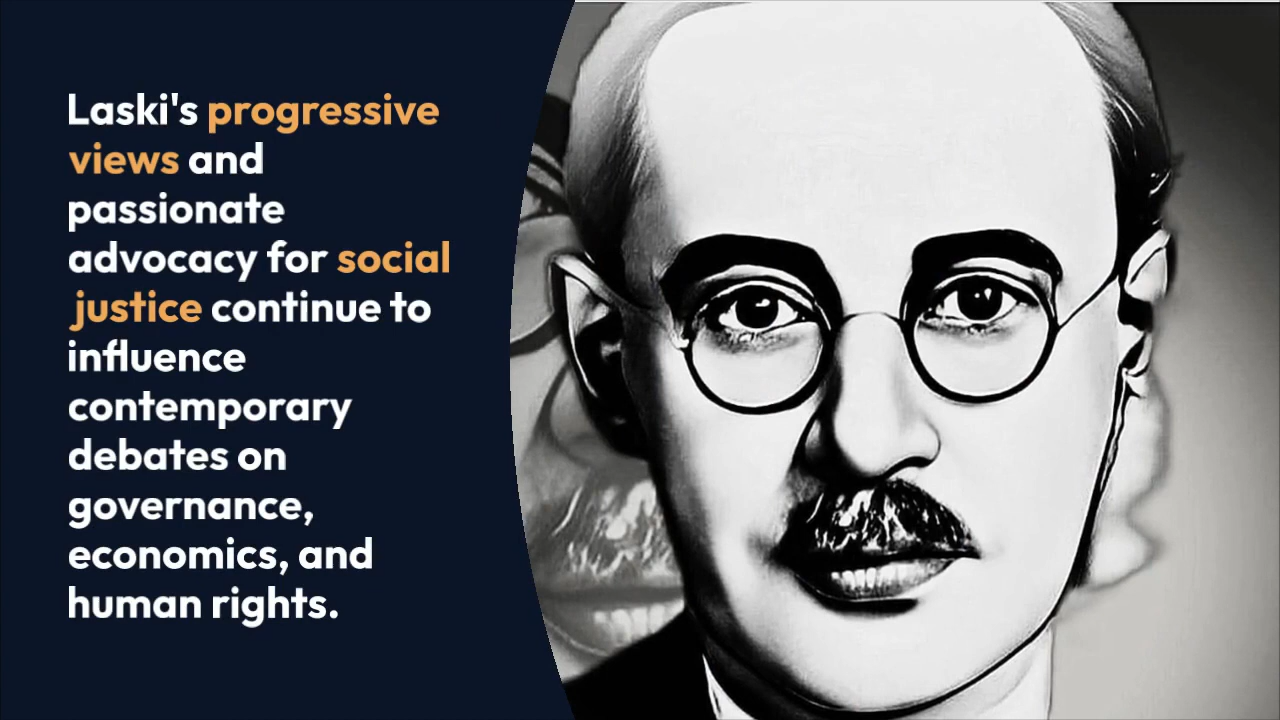 Laski's progressive
views and
passionate
advocacy for social
justice continue to
influence
contemporary
debates on
governance,
economics, and
human rights.